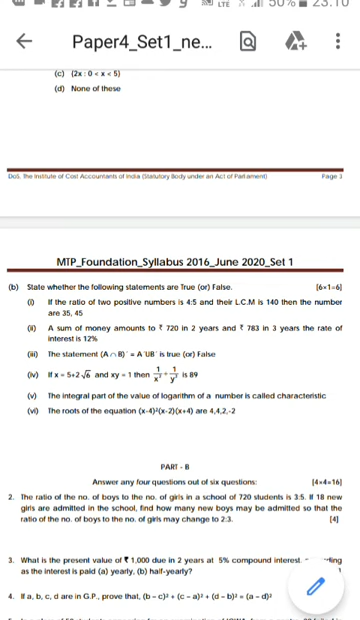 LTE 50% 23:10
Paper4_Set1_ne...
(c) {2x : 0 < x < 5}
(d) None of these
DoS, The Institute of Cost Accountants of India (Statutory Body under an Act of Parliament) Page 3
MTP_Foundation_Syllabus 2016_June 2020_Set 1
(b) State whether the following statements are True (or) False. [6×1=6]
(i) If the ratio of two positive numbers is 4:5 and their L.C.M is 140 then the number
are 35, 45
(ii) A sum of money amounts to ₹ 720 in 2 years and ₹ 783 in 3 years the rate of
interest is 12%
(iii) The statement (A ∩ B)' = A'UB' is true (or) False
(iv) If x = 5+2√6 and xy = 1 then 1/x² + 1/y² is 89
(v) The integral part of the value of logarithm of a number is called characteristic
(vi) The roots of the equation (x-4)²(x-2)(x+4) are 4,4,2,-2
PART - B
Answer any four questions out of six questions: [4×4=16]
2. The ratio of the no. of boys to the no. of girls in a school of 720 students is 3:5. If 18 new
girls are admitted in the school, find how many new boys may be admitted so that the
ratio of the no. of boys to the no. of girls may change to 2:3. [4]
3. What is the present value of ₹ 1,000 due in 2 years at 5% compound interest.
as the interest is paid (a) yearly, (b) half-yearly?
4. If a, b, c, d are in G.P., prove that, (b – c)² + (c – a)² + (d – b)² = (a – d)²